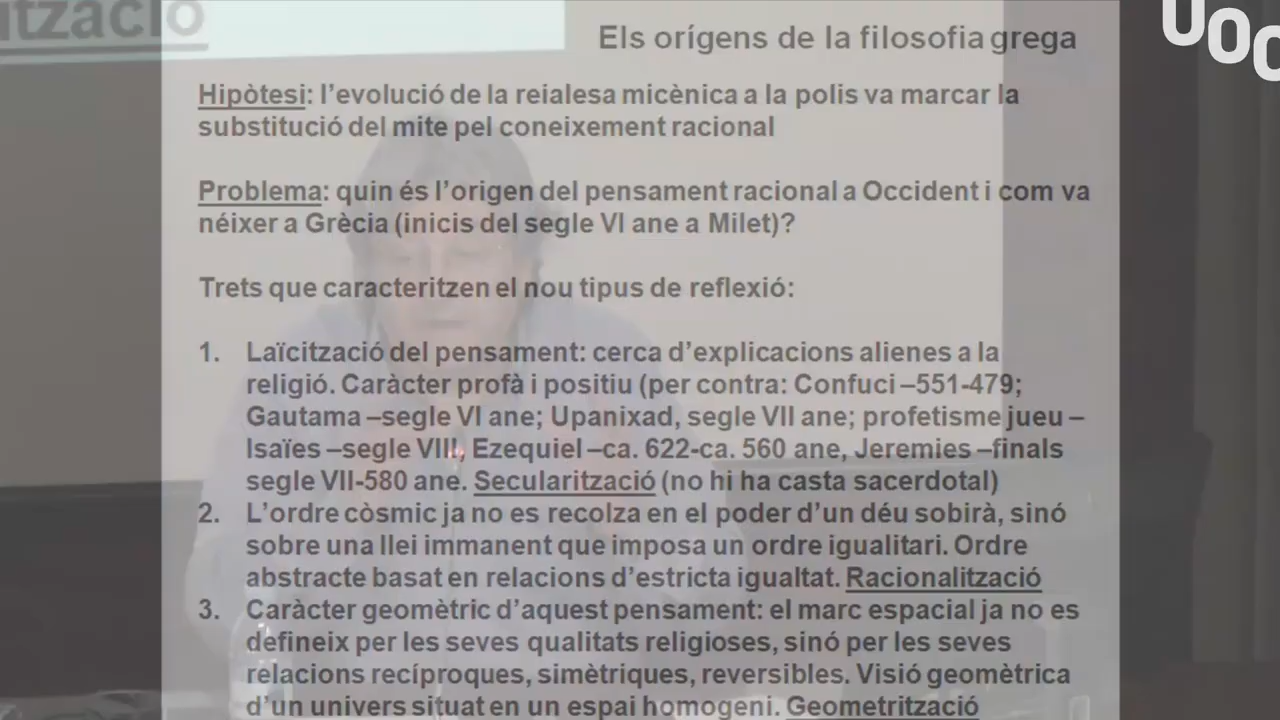 ització
UOC
Els orígens de la filosofia grega
Hipòtesi: l'evolució de la reialesa micènica a la polis va marcar la
substitució del mite pel coneixement racional
Problema: quin és l'origen del pensament racional a Occident i com va
néixer a Grècia (inicis del segle VI ane a Milet)?
Trets que caracteritzen el nou tipus de reflexió:
1. Laïcització del pensament: cerca d'explicacions alienes a la
religió. Caràcter profà i positiu (per contra: Confuci –551-479;
Gautama –segle VI ane; Upanixad, segle VII ane; profetisme jueu –
Isaïes –segle VIII, Ezequiel –ca. 622-ca. 560 ane, Jeremies –finals
segle VII-580 ane. Secularització (no hi ha casta sacerdotal)
2. L'ordre còsmic ja no es recolza en el poder d'un déu sobirà, sinó
sobre una llei immanent que imposa un ordre igualitari. Ordre
abstracte basat en relacions d'estricta igualtat. Racionalització
3. Caràcter geomètric d'aquest pensament: el marc espacial ja no es
defineix per les seves qualitats religioses, sinó per les seves
relacions recíproques, simètriques, reversibles. Visió geomètrica
d'un univers situat en un espai homogeni. Geometrització